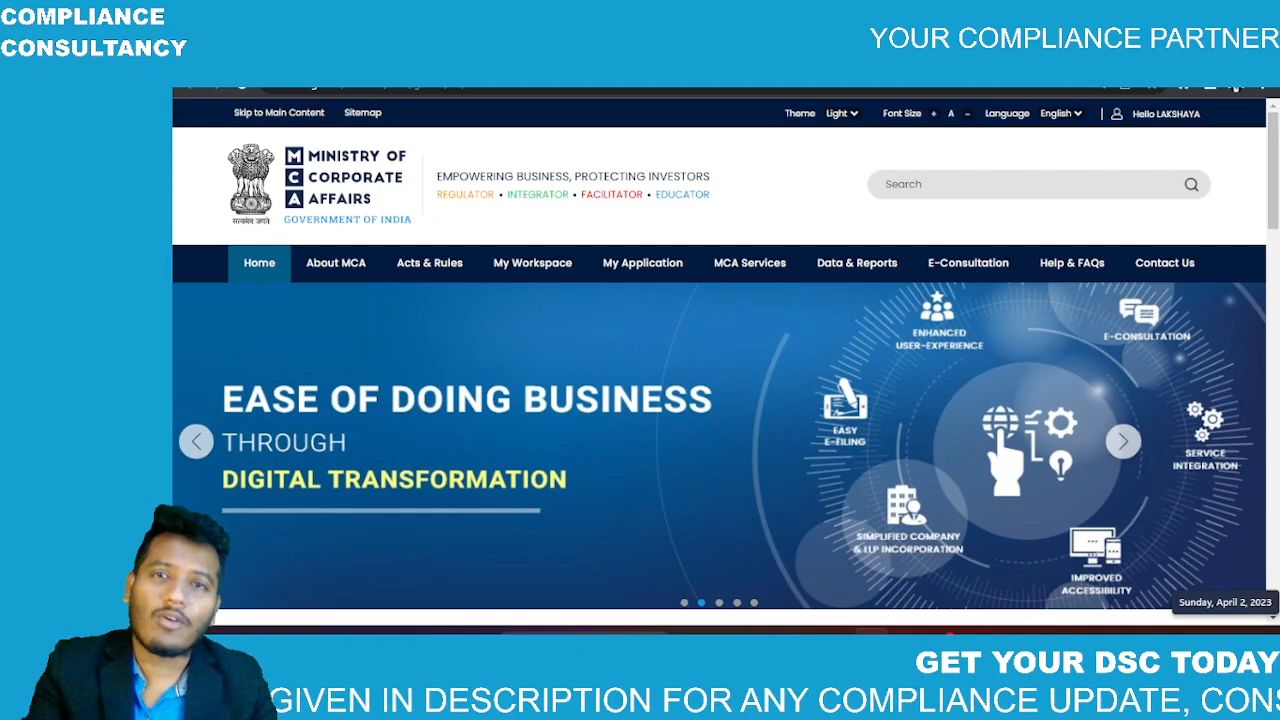 COMPLIANCE
CONSULTANCY
YOUR COMPLIANCE PARTNER
Skip to Main Content Sitemap
Theme Light Font Size + A - Language English | Hello LAKSHAYA
सत्यमेव जयते
MCA
MINISTRY OF
CORPORATE
AFFAIRS
GOVERNMENT OF INDIA
EMPOWERING BUSINESS, PROTECTING INVESTORS
REGULATOR • INTEGRATOR • FACILITATOR • EDUCATOR
Search
Home About MCA Acts & Rules My Workspace My Application MCA Services Data & Reports E-Consultation Help & FAQs Contact Us
EASE OF DOING BUSINESS
THROUGH
DIGITAL TRANSFORMATION
ENHANCED
USER-EXPERIENCE
E-CONSULTATION
EASY
E-FILING
SERVICE
INTEGRATION
SIMPLIFIED COMPANY
& LLP INCORPORATION
IMPROVED
ACCESSIBILITY
Sunday, April 2, 2023
GET YOUR DSC TODAY
GIVEN IN DESCRIPTION FOR ANY COMPLIANCE UPDATE, CONS